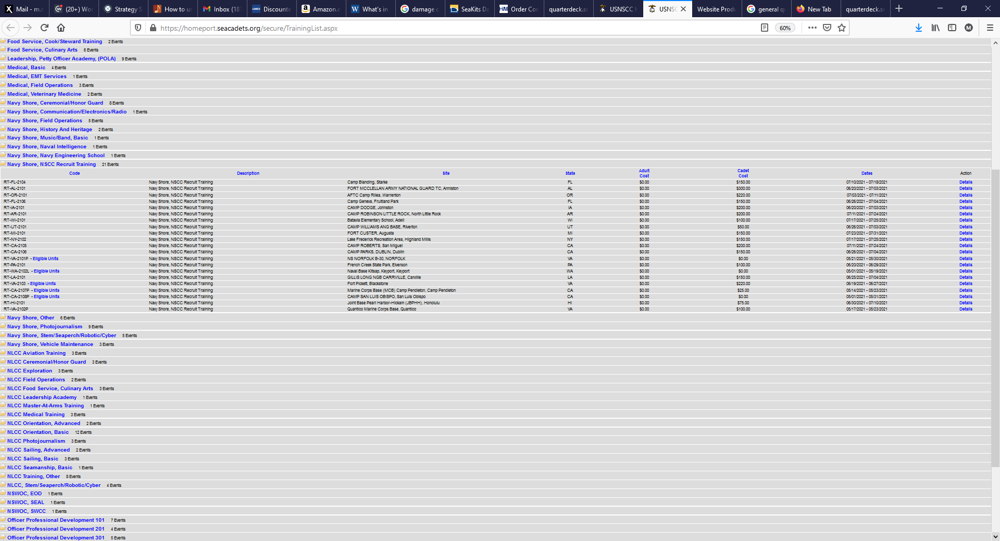 Mail - m.r
(20+) Wor
Strategy S
How to us
Inbox (187
LOREX Discounte
Amazon.c
What's in
damage c
SeaKits Da
HMI Order Cor
quarterdeck.se
USNSCC H
USNSC
Website Produ
general qu
New Tab
quarterdeck.se
https://homeport.seacadets.org/secure/TrainingList.aspx 60% M
Food Service, Cook/Steward Training 2 Events
Food Service, Culinary Arts 6 Events
Leadership, Petty Officer Academy, (POLA) 9 Events
Medical, Basic 4 Events
Medical, EMT Services 1 Events
Medical, Field Operations 3 Events
Medical, Veterinary Medicine 2 Events
Navy Shore, Ceremonial/Honor Guard 8 Events
Navy Shore, Communication/Electronics/Radio 1 Events
Navy Shore, Field Operations 5 Events
Navy Shore, History And Heritage 2 Events
Navy Shore, Music/Band, Basic 1 Events
Navy Shore, Naval Intelligence 1 Events
Navy Shore, Navy Engineering School 1 Events
Navy Shore, NSCC Recruit Training 21 Events
Code Description Site State Adult Cost Cadet Cost Dates Action
RT-FL-2104 Navy Shore, NSCC Recruit Training Camp Blanding, Starke FL $0.00 $150.00 07/10/2021 - 07/18/2021 Details
RT-AL-2101 Navy Shore, NSCC Recruit Training FORT MCCLELLAN ARMY NATIONAL GUARD TC, Anniston AL $0.00 $300.00 06/20/2021 - 07/03/2021 Details
RT-OR-2101 Navy Shore, NSCC Recruit Training AFTC Camp Rilea, Warrenton OR $0.00 $220.00 07/03/2021 - 07/11/2021 Details
RT-FL-2106 Navy Shore, NSCC Recruit Training Camp Geneva, Fruitland Park FL $0.00 $150.00 06/26/2021 - 07/04/2021 Details
RT-IA-2101 Navy Shore, NSCC Recruit Training CAMP DODGE, Johnston IA $0.00 $200.00 06/20/2021 - 07/03/2021 Details
RT-AR-2101 Navy Shore, NSCC Recruit Training CAMP ROBINSON LITTLE ROCK, North Little Rock AR $0.00 $200.00 07/11/2021 - 07/24/2021 Details
RT-WI-2101 Navy Shore, NSCC Recruit Training Batavia Elementary School, Adell WI $0.00 $100.00 07/17/2021 - 07/25/2021 Details
RT-UT-2101 Navy Shore, NSCC Recruit Training CAMP WILLIAMS ANG BASE, Riverton UT $0.00 $50.00 06/26/2021 - 07/03/2021 Details
RT-MI-2101 Navy Shore, NSCC Recruit Training FORT CUSTER, Augusta MI $0.00 $150.00 07/23/2021 - 07/31/2021 Details
RT-NY-2102 Navy Shore, NSCC Recruit Training Lake Frederick Recreation Area, Highland Mills NY $0.00 $150.00 07/17/2021 - 07/25/2021 Details
RT-CA-2105 Navy Shore, NSCC Recruit Training CAMP ROBERTS, San Miguel CA $0.00 $200.00 07/11/2021 - 07/24/2021 Details
RT-CA-2106 Navy Shore, NSCC Recruit Training CAMP PARKS, DUBLIN, Dublin CA $0.00 $150.00 06/26/2021 - 07/04/2021 Details
RT-VA-2101P - Eligible Units Navy Shore, NSCC Recruit Training NS NORFOLK B-30, NORFOLK VA $0.00 $0.00 05/21/2021 - 05/30/2021 Details
RT-PA-2101 Navy Shore, NSCC Recruit Training French Creek State Park, Elverson PA $0.00 $100.00 06/20/2021 - 06/29/2021 Details
RT-WA-2102L - Eligible Units Navy Shore, NSCC Recruit Training Naval Base Kitsap, Keyport, Keyport WA $0.00 $0.00 05/01/2021 - 05/19/2021 Details
RT-LA-2101 Navy Shore, NSCC Recruit Training GILLIS LONG NGB CARRVILLE, Carville LA $0.00 $150.00 06/25/2021 - 07/04/2021 Details
RT-VA-2103 - Eligible Units Navy Shore, NSCC Recruit Training Fort Pickett, Blackstone VA $0.00 $220.00 06/19/2021 - 06/27/2021 Details
RT-CA-2107P - Eligible Units Navy Shore, NSCC Recruit Training Marine Corps Base (MCB) Camp Pendleton, Camp Pendleton CA $0.00 $25.00 05/14/2021 - 05/23/2021 Details
RT-CA-2108P - Eligible Units Navy Shore, NSCC Recruit Training CAMP SAN LUIS OBISPO, San Luis Obispo CA $0.00 $0.00 05/01/2021 - 05/31/2021 Details
RT-HI-2101 Navy Shore, NSCC Recruit Training Joint Base Pearl Harbor-Hickam (JBPHH), Honolulu HI $0.00 $75.00 06/30/2021 - 07/10/2021 Details
RT-VA-2102P Navy Shore, NSCC Recruit Training Quantico Marine Corps Base, Quantico VA $0.00 $100.00 05/17/2021 - 05/23/2021 Details
Navy Shore, Other 6 Events
Navy Shore, Photojournalism 9 Events
Navy Shore, Stem/Seaperch/Robotic/Cyber 5 Events
Navy Shore, Vehicle Maintenance 3 Events
NLCC Aviation Training 3 Events
NLCC Ceremonial/Honor Guard 3 Events
NLCC Exploration 3 Events
NLCC Field Operations 2 Events
NLCC Food Service, Culinary Arts 3 Events
NLCC Leadership Academy 1 Events
NLCC Master-At-Arms Training 1 Events
NLCC Medical Training 3 Events
NLCC Orientation, Advanced 2 Events
NLCC Orientation, Basic 12 Events
NLCC Photojournalism 3 Events
NLCC Sailing, Advanced 2 Events
NLCC Sailing, Basic 3 Events
NLCC Seamanship, Basic 1 Events
NLCC Training, Other 8 Events
NLCC, Stem/Seaperch/Robotic/Cyber 4 Events
NSWOC, EOD 1 Events
NSWOC, SEAL 1 Events
NSWOC, SWCC 1 Events
Officer Professional Development 101 7 Events
Officer Professional Development 201 4 Events
Officer Professional Development 301 5 Events